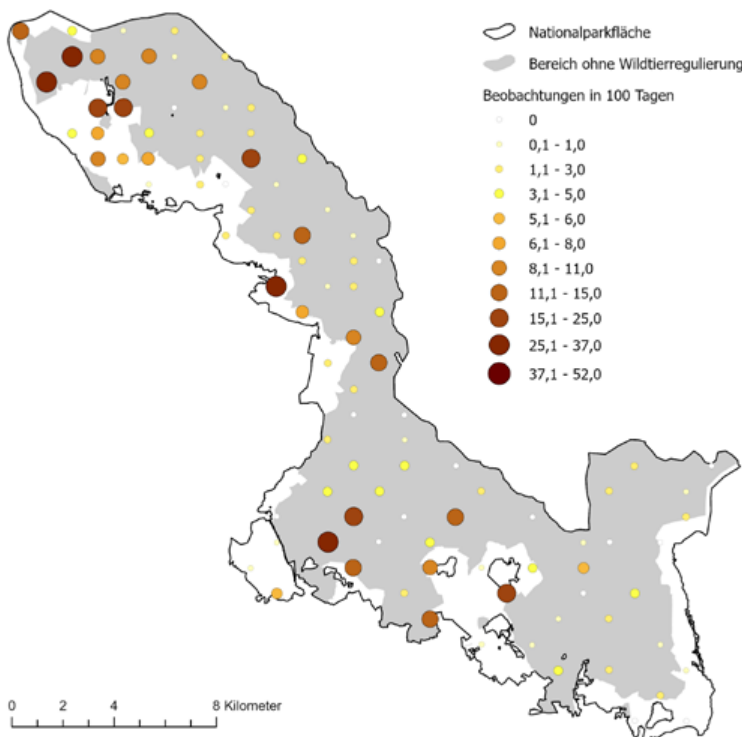 Nationalparkfläche
Bereich ohne Wildtierregulierung
Beobachtungen in 100 Tagen
0
0,1 - 1,0
1,1 - 3,0
3,1 - 5,0
5,1 - 6,0
6,1 - 8,0
8,1 - 11,0
11,1 - 15,0
15,1 - 25,0
25,1 - 37,0
37,1 - 52,0
0 2 4 8 Kilometer